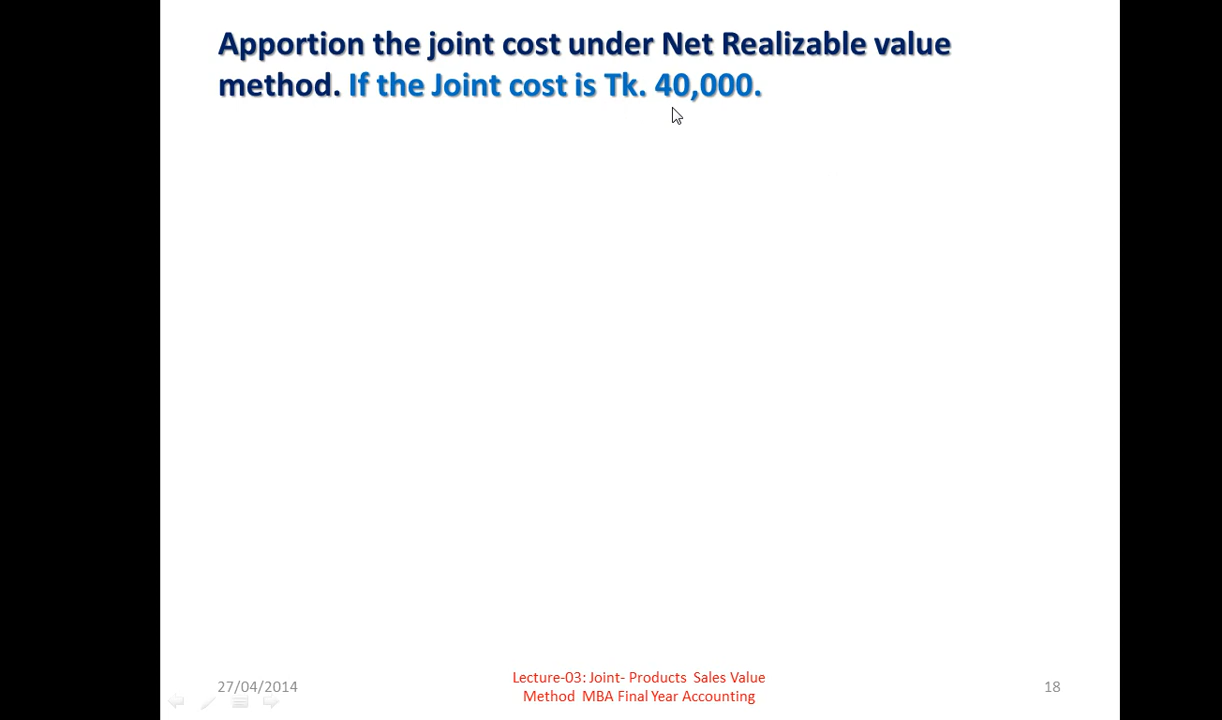 Apportion the joint cost under Net Realizable value
method. If the Joint cost is Tk. 40,000.
27/04/2014
Lecture-03: Joint- Products Sales Value
Method MBA Final Year Accounting
18